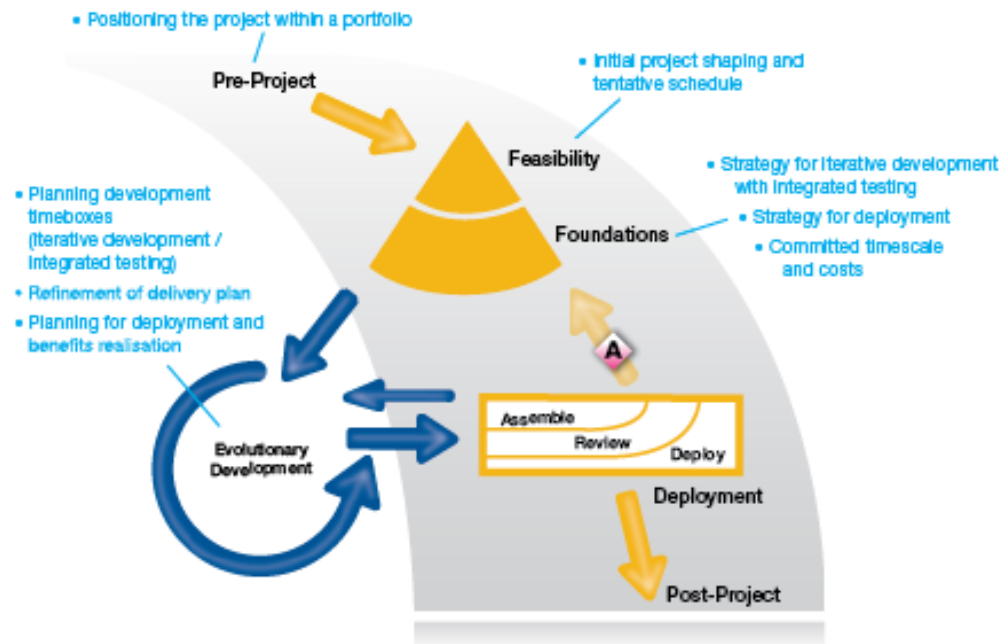 • Positioning the project within a portfolio
Pre-Project
• Initial project shaping and
tentative schedule
Feasibility
• Strategy for iterative development
with integrated testing
Foundations
• Strategy for deployment
• Committed timescale
and costs
• Planning development
timeboxes
(Iterative development /
integrated testing)
• Refinement of delivery plan
• Planning for deployment and
benefits realisation
A
Assemble
Review
Deploy
Evolutionary
Development
Deployment
Post-Project